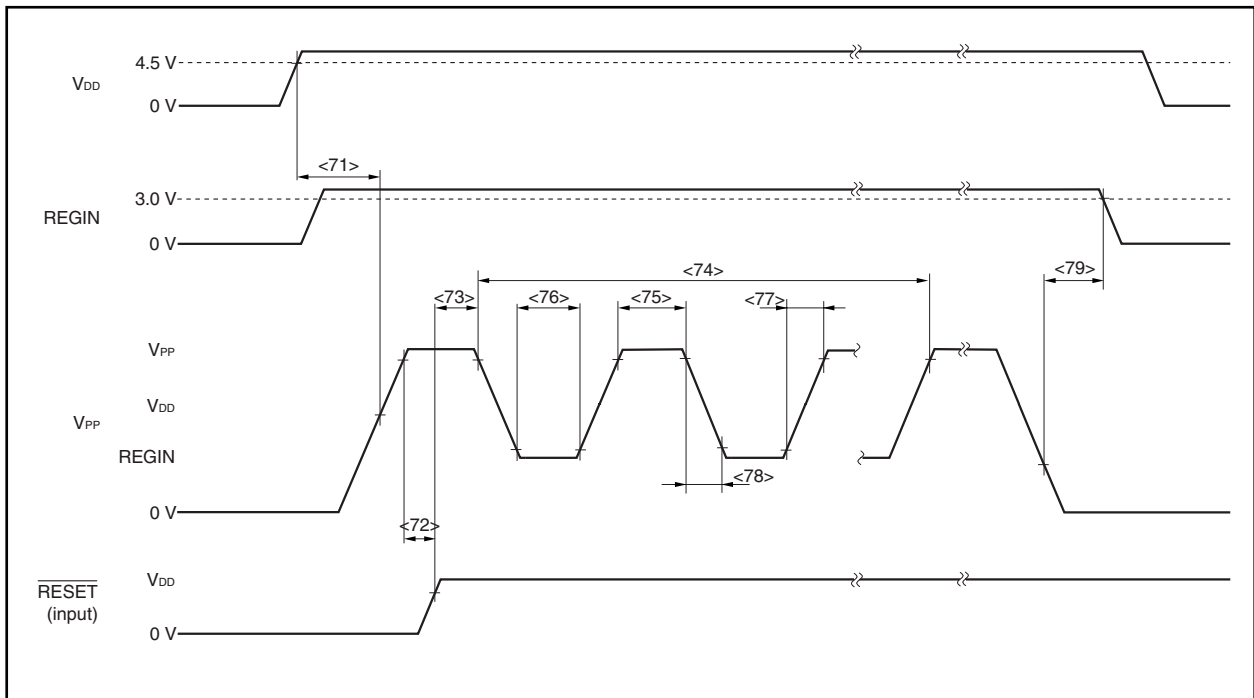 4.5 V
VDD
0 V
<71>
3.0 V
REGIN
0 V
<74>
<79>
<73>
<76>
<75>
<77>
VPP
VDD
VPP
REGIN
<78>
0 V
<72>
VDD
RESET
(input)
0 V